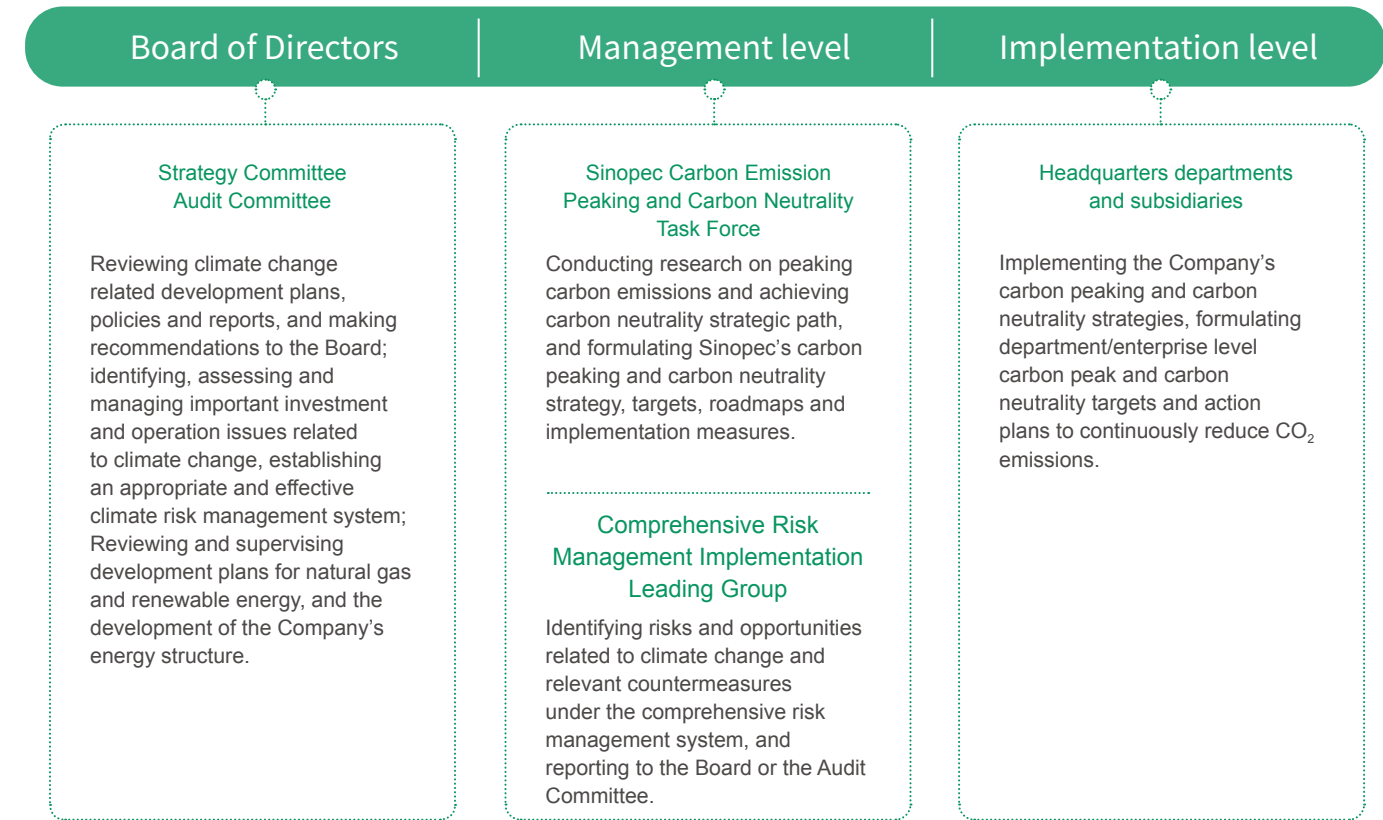 Board of Directors
Management level
Implementation level
Strategy Committee
Audit Committee
Reviewing climate change
related development plans,
policies and reports, and making
recommendations to the Board;
identifying, assessing and
managing important investment
and operation issues related
to climate change, establishing
an appropriate and effective
climate risk management system;
Reviewing and supervising
development plans for natural gas
and renewable energy, and the
development of the Company’s
energy structure.
Sinopec Carbon Emission
Peaking and Carbon Neutrality
Task Force
Conducting research on peaking
carbon emissions and achieving
carbon neutrality strategic path,
and formulating Sinopec’s carbon
peaking and carbon neutrality
strategy, targets, roadmaps and
implementation measures.
Comprehensive Risk
Management Implementation
Leading Group
Identifying risks and opportunities
related to climate change and
relevant countermeasures
under the comprehensive risk
management system, and
reporting to the Board or the Audit
Committee.
Headquarters departments
and subsidiaries
Implementing the Company’s
carbon peaking and carbon
neutrality strategies, formulating
department/enterprise level
carbon peak and carbon
neutrality targets and action
plans to continuously reduce CO₂
emissions.